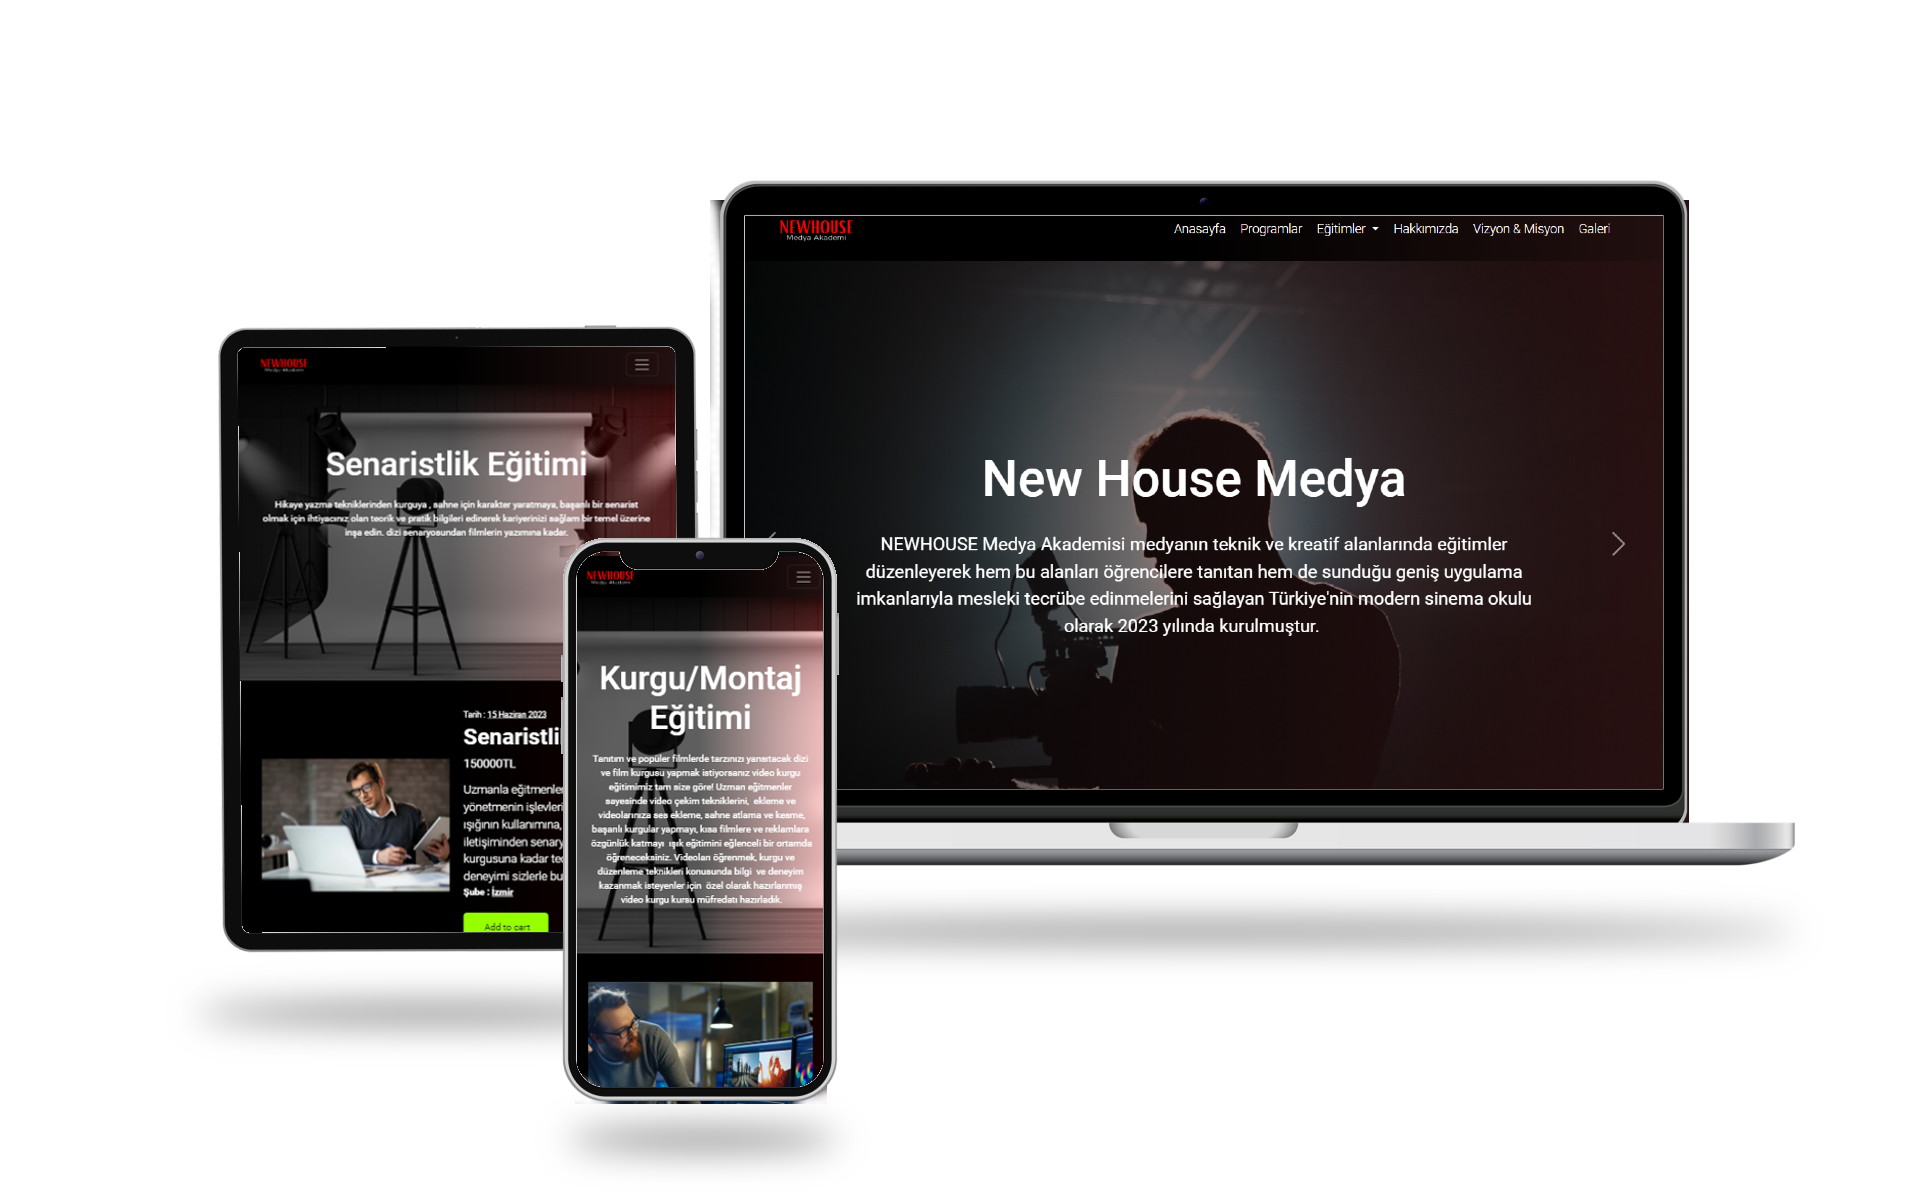 NEWHOUSE
Medya Akademi
Anasayfa Programlar Eğitimler Hakkımızda Vizyon & Misyon Galeri
New House Medya
NEWHOUSE Medya Akademisi medyanın teknik ve kreatif alanlarında eğitimler
düzenleyerek hem bu alanları öğrencilere tanıtan hem de sunduğu geniş uygulama
imkanlarıyla mesleki tecrübe edinmelerini sağlayan Türkiye'nin modern sinema okulu
olarak 2023 yılında kurulmuştur.
NEWHOUSE
Medya Akademi
Senaristlik Eğitimi
Hikaye yazma tekniklerinden kurguya , sahne için karakter yaratmaya, başarılı bir senarist
olmak için ihtiyacınız olan teorik ve pratik bilgileri edinerek kariyerinizi sağlam bir temel üzerine
inşa edin. dizi senaryosundan filmlerin yazımına kadar.
Tarih : 15 Haziran 2023
Senaristli
150000TL
Uzmanla eğitmenler
yönetmenin işlevleri
ışığının kullanımına,
iletişiminden senary
kurgusuna kadar tec
deneyimi sizlerle bu
Şube : İzmir
Add to cart
NEWHOUSE
Medya Akademi
Kurgu/Montaj
Eğitimi
Tanıtım ve popüler filmlerde tarzınızı yansıtacak dizi
ve film kurgusu yapmak istiyorsanız video kurgu
eğitimimiz tam size göre! Uzman eğitmenler
sayesinde video çekim tekniklerini, ekleme ve
videolarınıza ses ekleme, sahne atlama ve kesme,
başarılı kurgular yapmayı, kısa filmlere ve reklamlara
özgünlük katmayı ışık eğitimini eğlenceli bir ortamda
öğreneceksiniz. Videoları öğrenmek, kurgu ve
düzenleme teknikleri konusunda bilgi ve deneyim
kazanmak isteyenler için özel olarak hazırlanmış
video kurgu kursu müfredatı hazırladık.